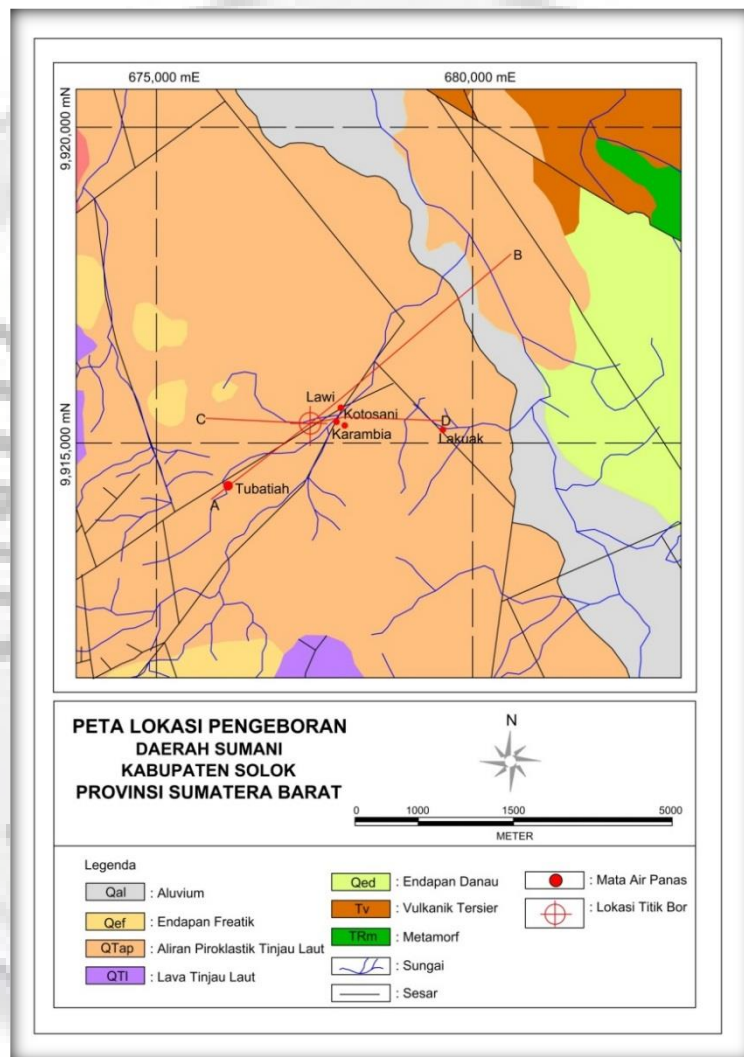 675,000 mE
680,000 mE
9,920,000 mN
B
Lawi
C
Kotosani
D
Karambia
Lakuak
9,915,000 mN
Tubatiah
A
PETA LOKASI PENGEBORAN
DAERAH SUMANI
KABUPATEN SOLOK
PROVINSI SUMATERA BARAT
N
0 1000 1500 5000
METER
Legenda
Qal : Aluvium
Qef : Endapan Freatik
QTap : Aliran Piroklastik Tinjau Laut
QTl : Lava Tinjau Laut
Qed : Endapan Danau
Tv : Vulkanik Tersier
TRm : Metamorf
: Sungai
: Sesar
: Mata Air Panas
: Lokasi Titik Bor